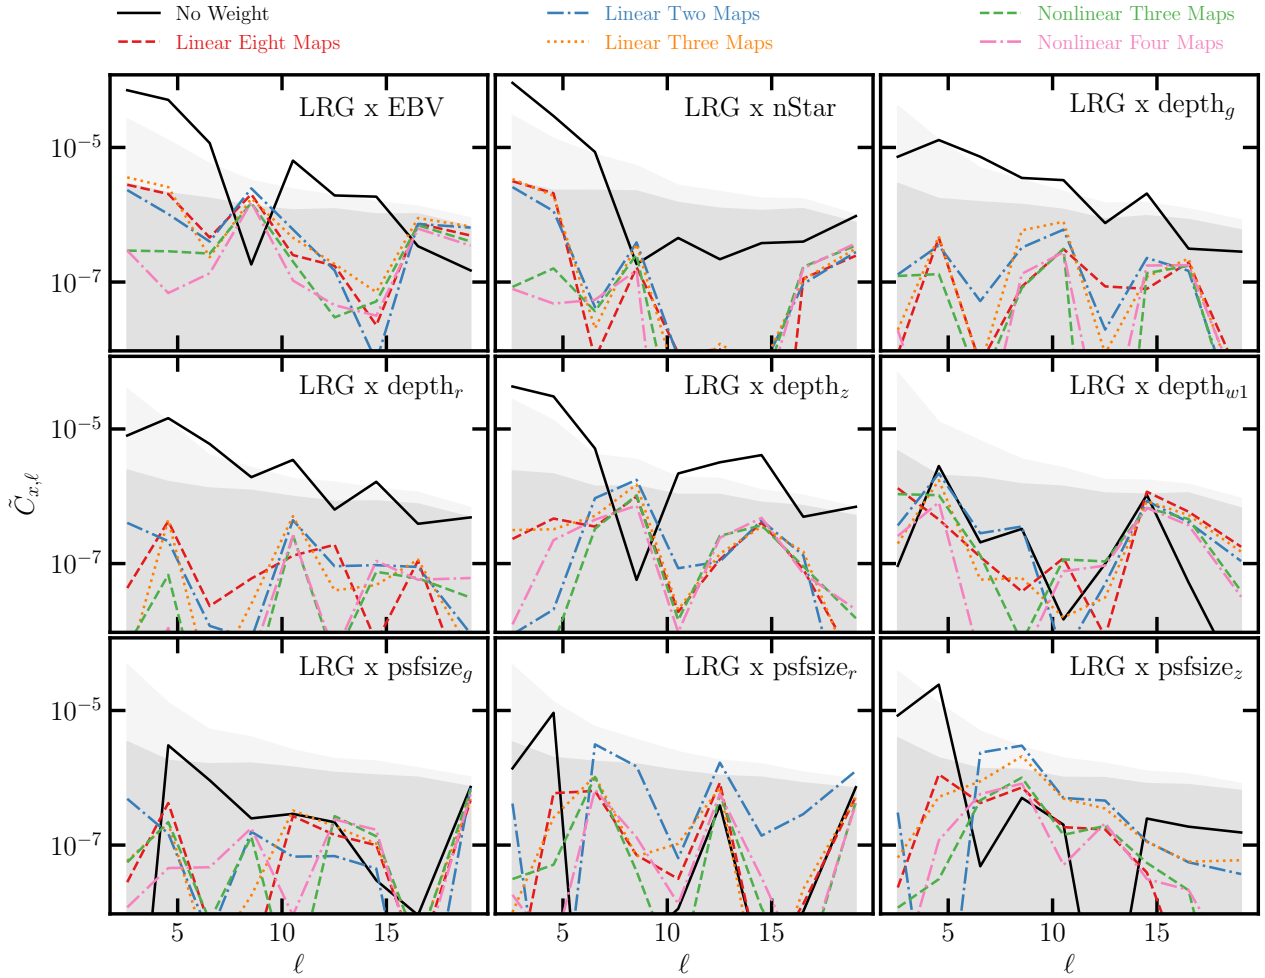 No Weight
Linear Two Maps
Nonlinear Three Maps
Linear Eight Maps
Linear Three Maps
Nonlinear Four Maps
LRG x EBV
LRG x nStar
LRG x depth_g
10^{-5}
10^{-7}
LRG x depth_r
LRG x depth_z
LRG x depth_{w1}
10^{-5}
10^{-7}
C̃_{x,ℓ}
LRG x psfsize_g
LRG x psfsize_r
LRG x psfsize_z
10^{-5}
10^{-7}
5 10 15
5 10 15
5 10 15
ℓ ℓ ℓ